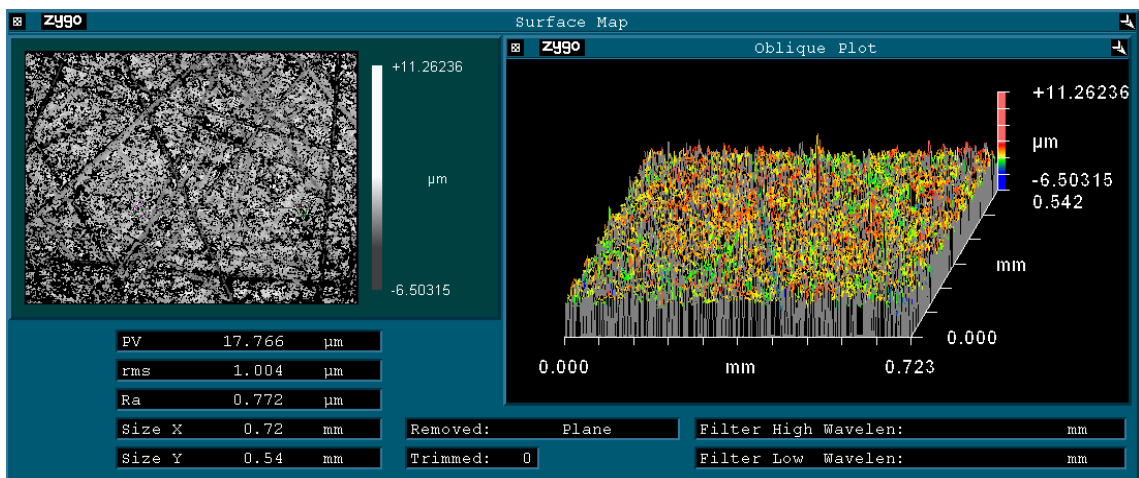 zygo Surface Map
+11.26236
µm
-6.50315
zygo Oblique Plot
+11.26236
µm
-6.50315
0.542
mm
0.000
0.000 mm 0.723
PV 17.766 µm
rms 1.004 µm
Ra 0.772 µm
Size X 0.72 mm
Size Y 0.54 mm
Removed: Plane
Trimmed: 0
Filter High Wavelen: mm
Filter Low Wavelen: mm